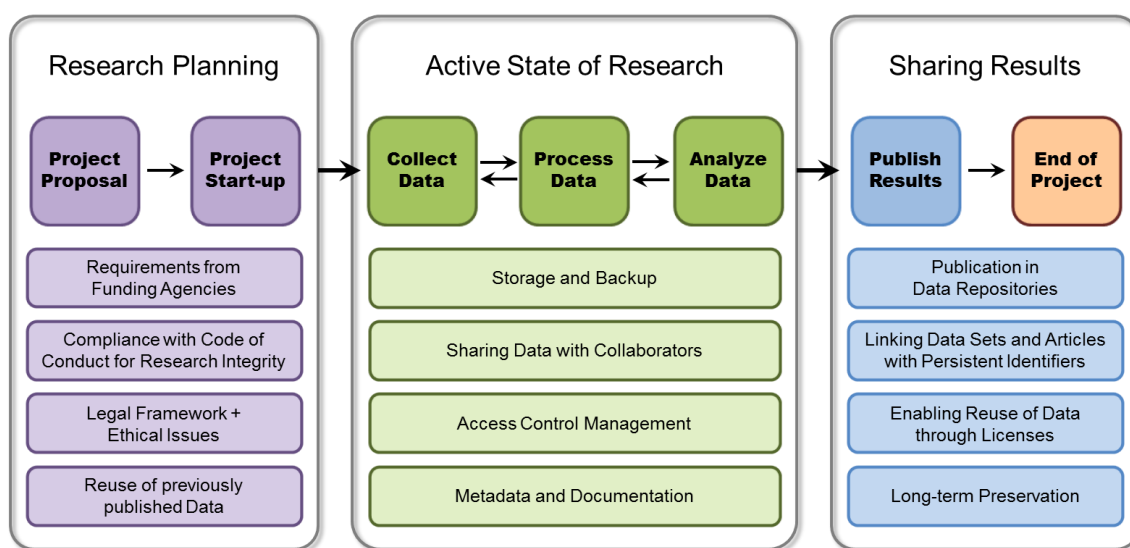 Research Planning
Project
Proposal
Project
Start-up
Requirements from
Funding Agencies
Compliance with Code of
Conduct for Research Integrity
Legal Framework +
Ethical Issues
Reuse of previously
published Data
Active State of Research
Collect
Data
Process
Data
Analyze
Data
Storage and Backup
Sharing Data with Collaborators
Access Control Management
Metadata and Documentation
Sharing Results
Publish
Results
End of
Project
Publication in
Data Repositories
Linking Data Sets and Articles
with Persistent Identifiers
Enabling Reuse of Data
through Licenses
Long-term Preservation